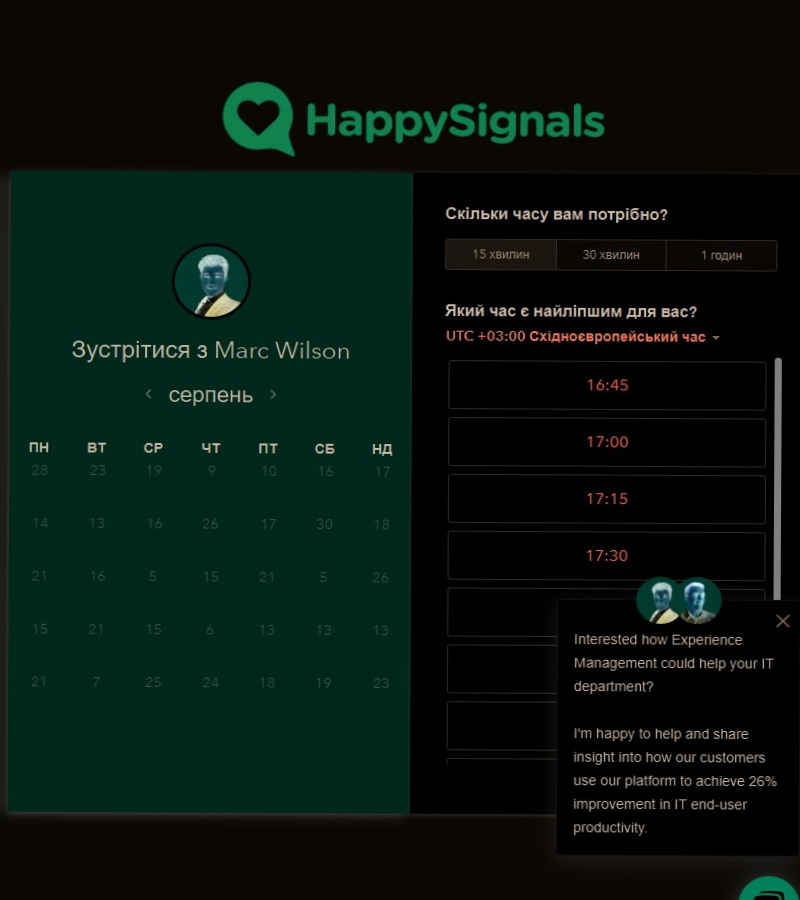 HappySignals
Зустрітися з Marc Wilson
серпень
ПН ВТ СР ЧТ ПТ СБ НД
28 23 19 9 10 16 17
14 13 16 26 17 30 18
21 16 5 15 21 5 26
15 21 15 6 13 13 13
21 7 25 24 18 19 23
Скільки часу вам потрібно?
15 хвилин 30 хвилин 1 годин
Який час є найліпшим для вас?
UTC +03:00 Східноєвропейський час
16:45
17:00
17:15
17:30
Interested how Experience
Management could help your IT
department?
I'm happy to help and share
insight into how our customers
use our platform to achieve 26%
improvement in IT end-user
productivity.